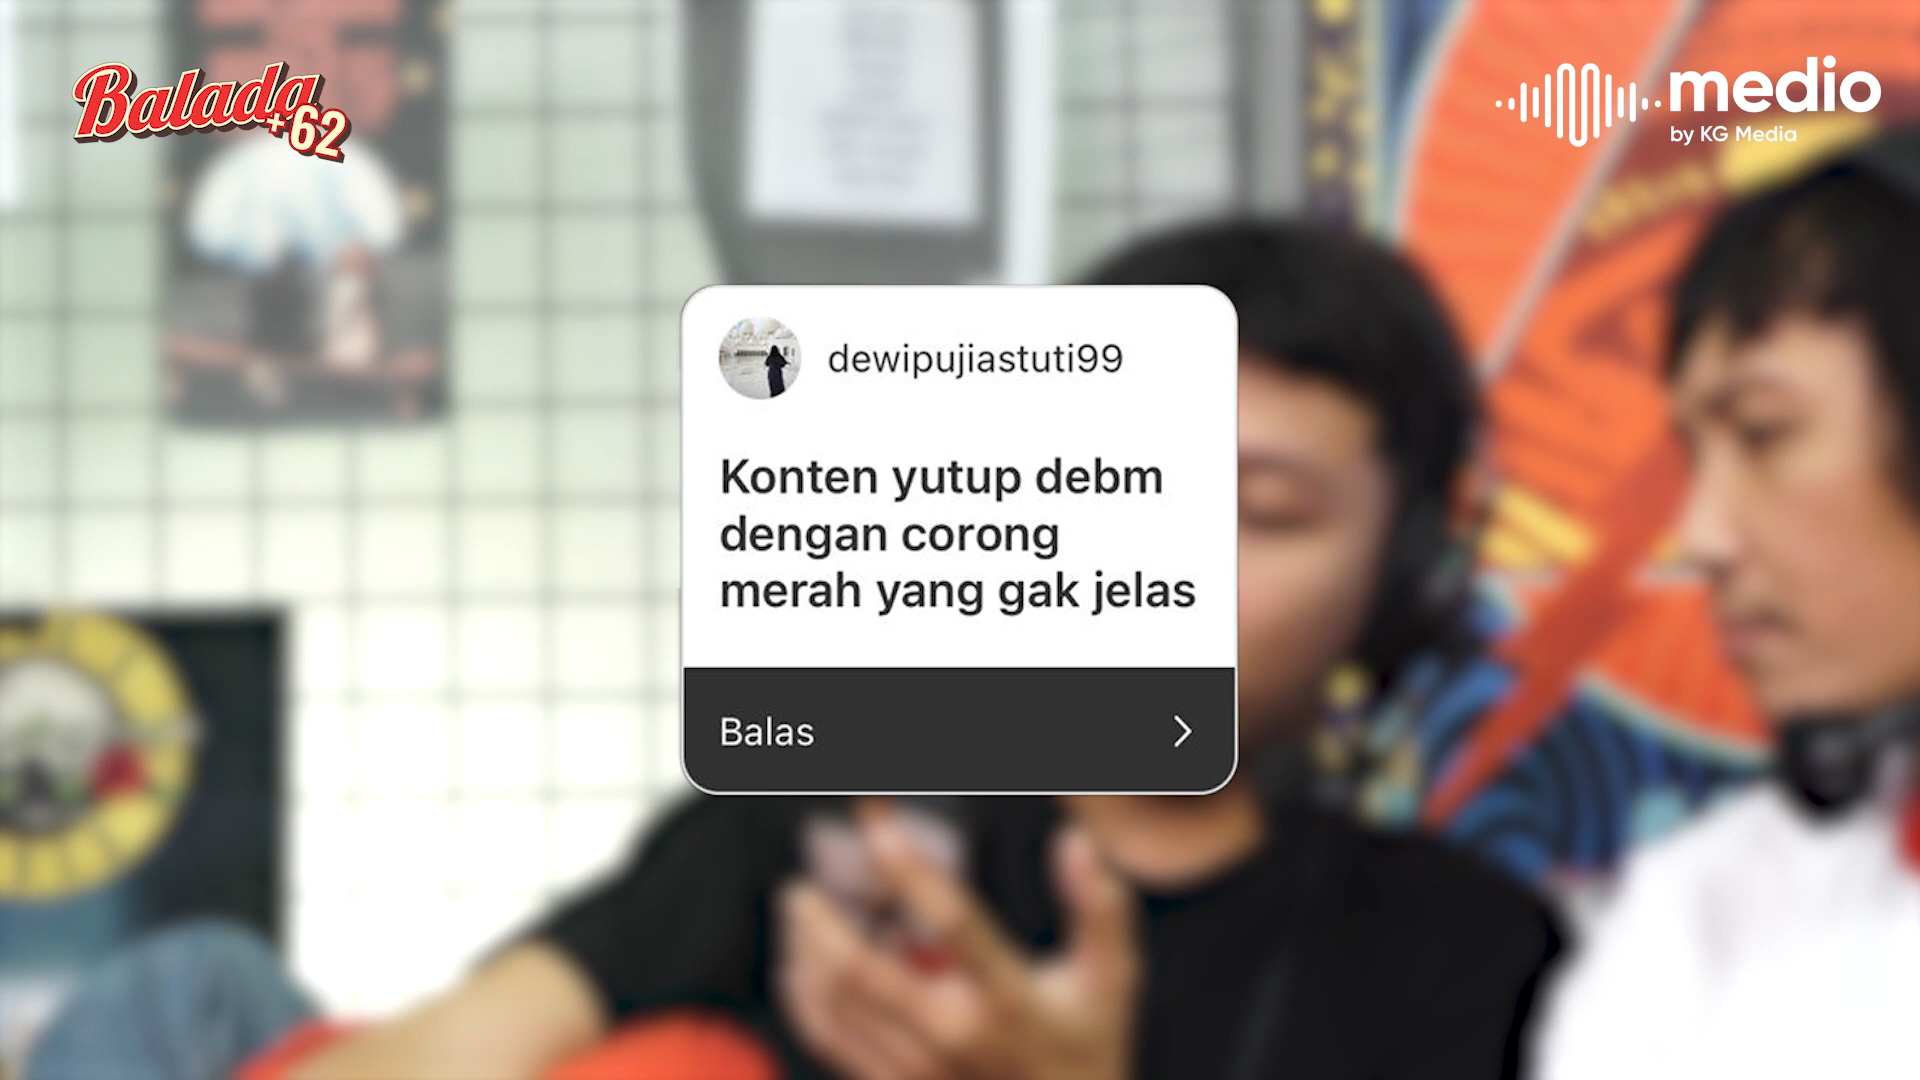 Balada
+62
medio
by KG Media
dewipujiastuti99
Konten yutup debm
dengan corong
merah yang gak jelas
Balas